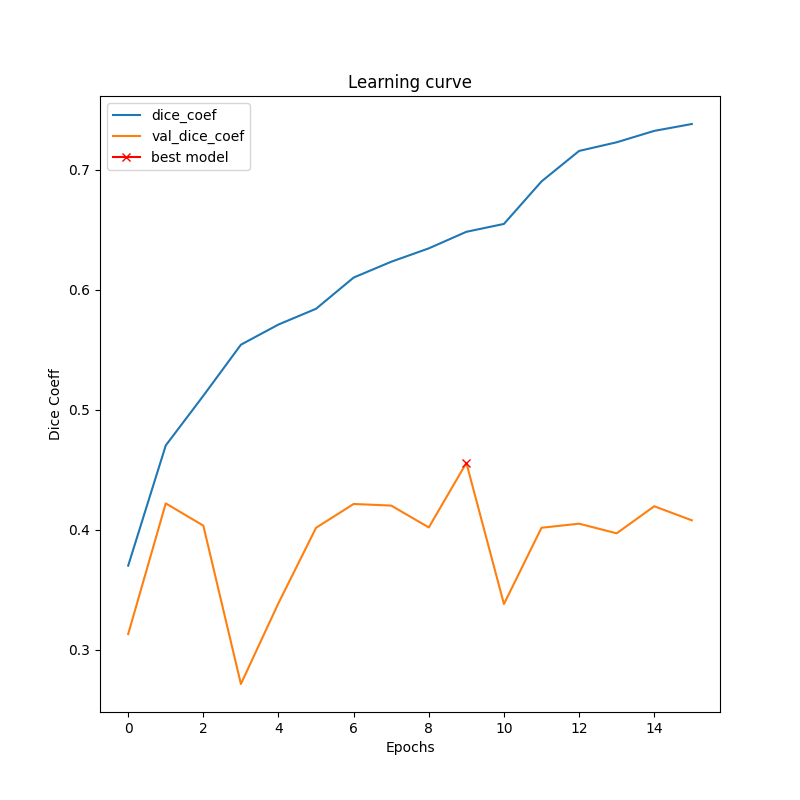 Learning curve
dice_coef
val_dice_coef
best model
Dice Coeff
0.7
0.6
0.5
0.4
0.3
0 2 4 6 8 10 12 14
Epochs